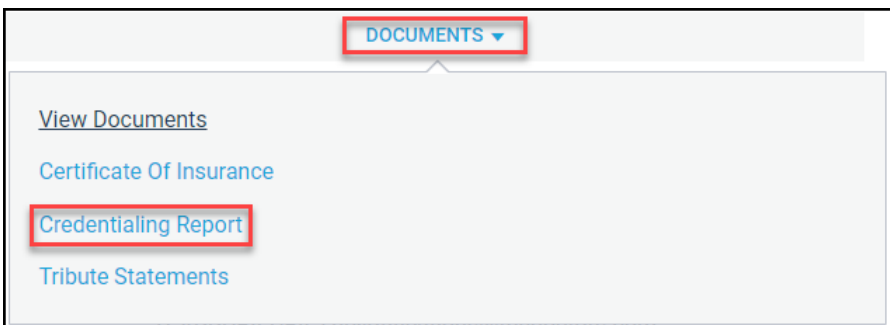 DOCUMENTS
View Documents
Certificate Of Insurance
Credentialing Report
Tribute Statements